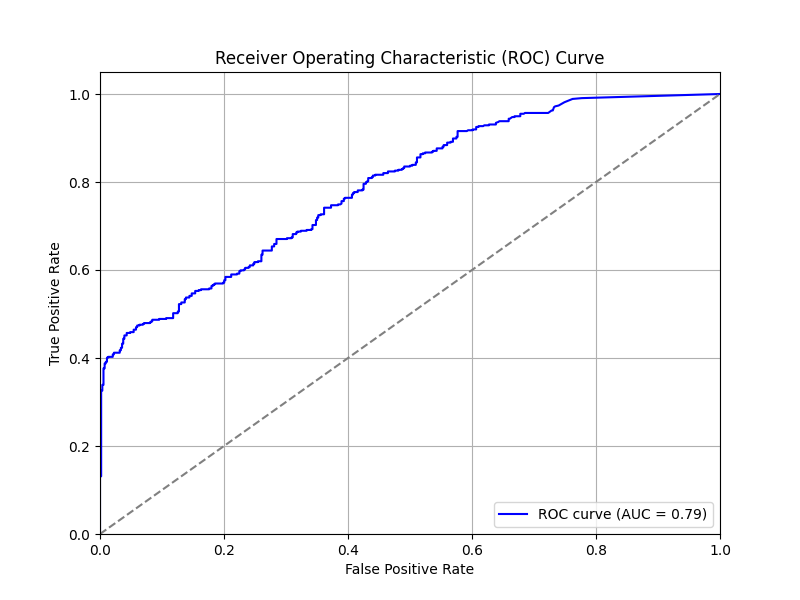 Receiver Operating Characteristic (ROC) Curve
1.0
0.8
0.6
0.4
0.2
0.0
True Positive Rate
ROC curve (AUC = 0.79)
0.0 0.2 0.4 0.6 0.8 1.0
False Positive Rate